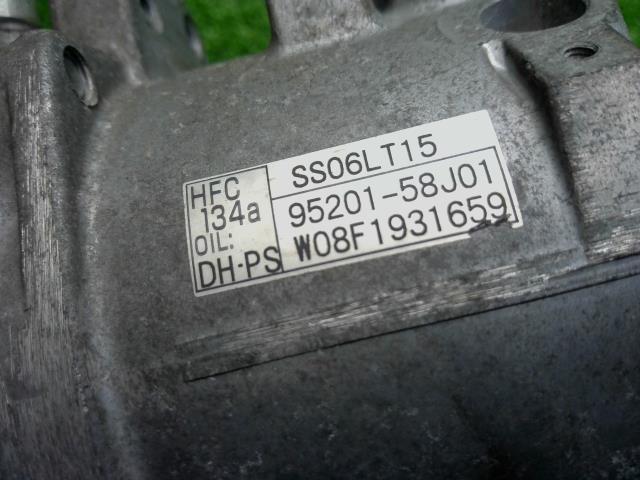 HFC
134a
OIL:
DH-PS
SS06LT15
95201-58J01
W08F1931659